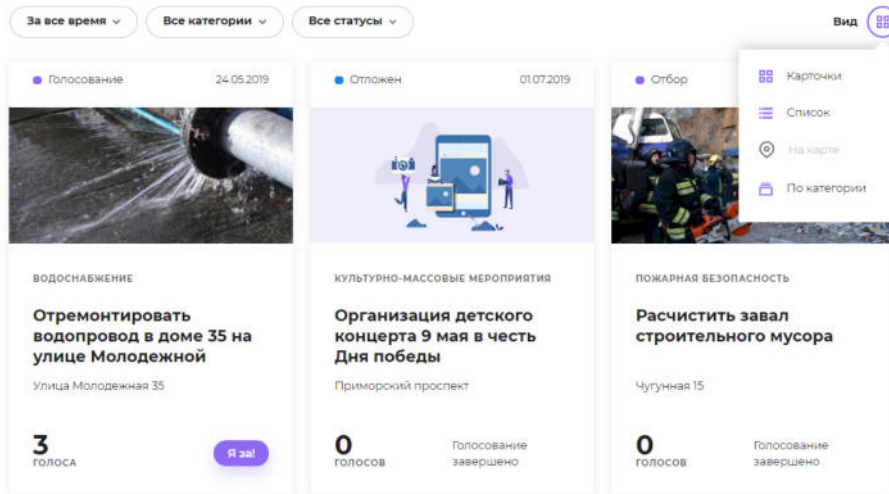 За все время
Все категории
Все статусы
Вид
Карточки
Список
На карте
По категории
Голосование
24.05.2019
ВОДОСНАБЖЕНИЕ
Отремонтировать
водопровод в доме 35 на
улице Молодежной
Улица Молодежная 35
3
ГОЛОСА
Я за!
Отложен
01.07.2019
КУЛЬТУРНО-МАССОВЫЕ МЕРОПРИЯТИЯ
Организация детского
концерта 9 мая в честь
Дня победы
Приморский проспект
0
ГОЛОСОВ
Голосование
завершено
Отбор
ПОЖАРНАЯ БЕЗОПАСНОСТЬ
Расчистить завал
строительного мусора
Чугунная 15
0
ГОЛОСОВ
Голосование
завершено